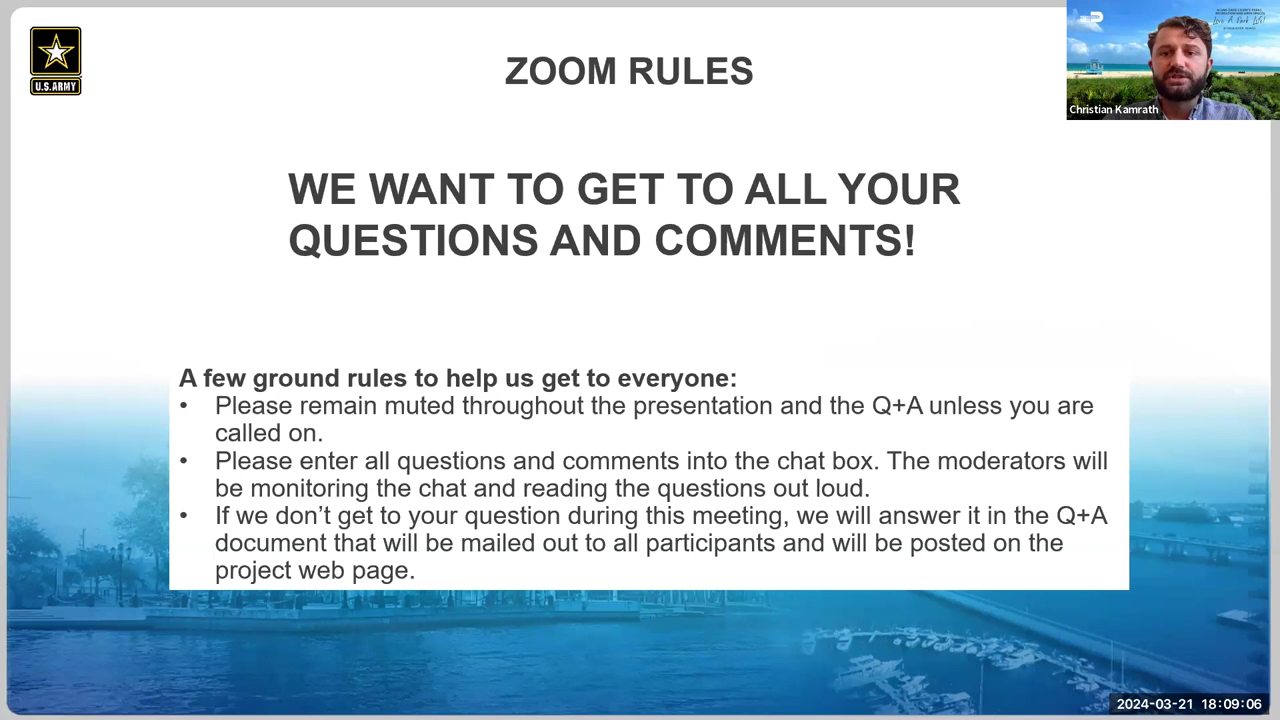 U.S.ARMY
ZOOM RULES
Christian Kamrath
WE WANT TO GET TO ALL YOUR
QUESTIONS AND COMMENTS!
A few ground rules to help us get to everyone:
• Please remain muted throughout the presentation and the Q+A unless you are
called on.
• Please enter all questions and comments into the chat box. The moderators will
be monitoring the chat and reading the questions out loud.
• If we don’t get to your question during this meeting, we will answer it in the Q+A
document that will be mailed out to all participants and will be posted on the
project web page.
2024-03-21 18:09:06